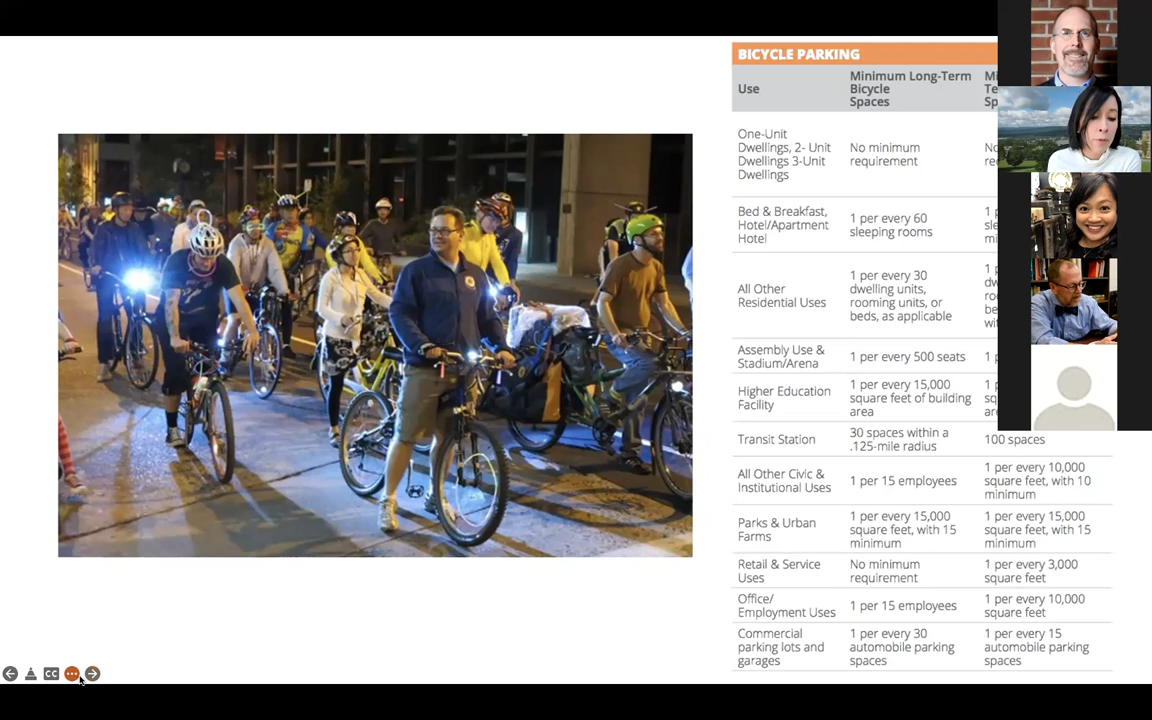 BICYCLE PARKING
Use
Minimum Long-Term
Bicycle
Spaces
One-Unit
Dwellings, 2- Unit
Dwellings 3-Unit
Dwellings
No minimum
requirement
Bed & Breakfast,
Hotel/Apartment
Hotel
1 per every 60
sleeping rooms
All Other
Residential Uses
1 per every 30
dwelling units,
rooming units, or
beds, as applicable
Assembly Use &
Stadium/Arena
1 per every 500 seats
Higher Education
Facility
1 per every 15,000
square feet of building
area
Transit Station
30 spaces within a
.125-mile radius
100 spaces
All Other Civic &
Institutional Uses
1 per 15 employees
1 per every 10,000
square feet, with 10
minimum
Parks & Urban
Farms
1 per every 15,000
square feet, with 15
minimum
1 per every 15,000
square feet, with 15
minimum
Retail & Service
Uses
No minimum
requirement
1 per every 3,000
square feet
Office/
Employment Uses
1 per 15 employees
1 per every 10,000
square feet
Commercial
parking lots and
garages
1 per every 30
automobile parking
spaces
1 per every 15
automobile parking
spaces
CC